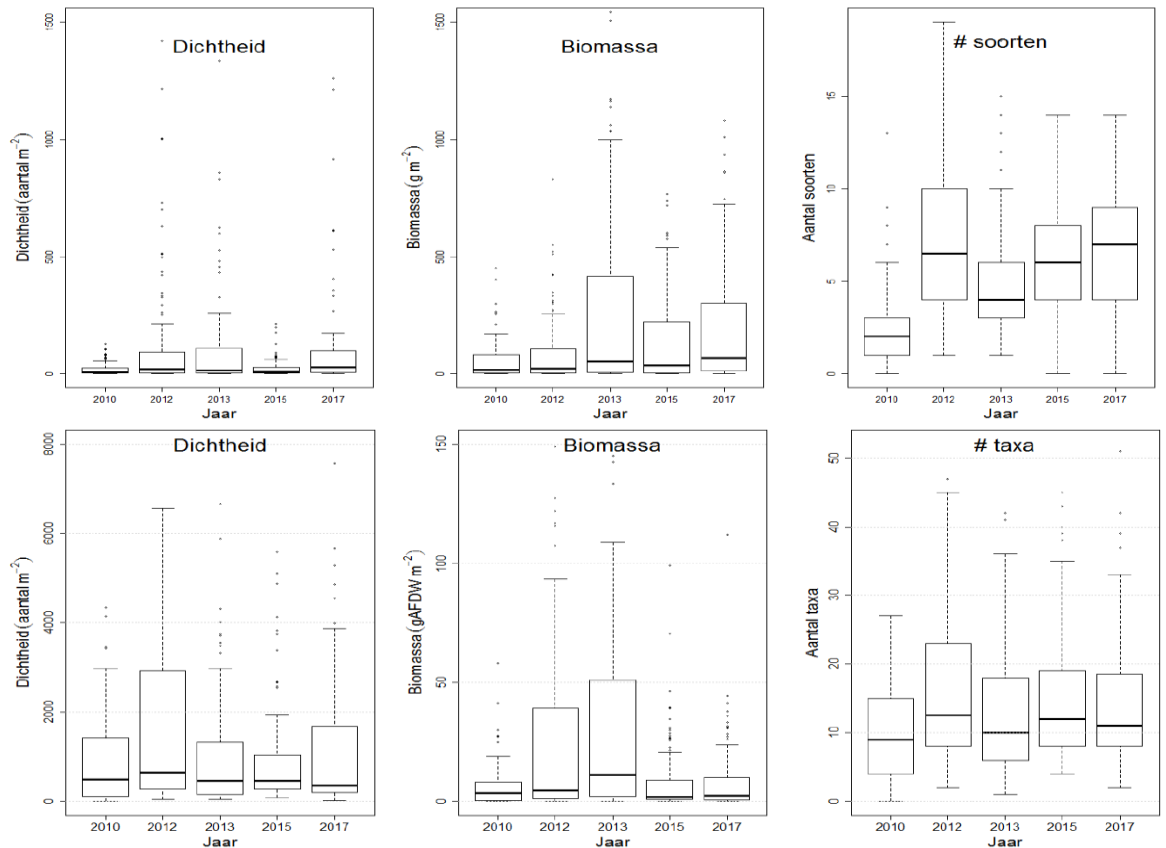 Dichtheid
Dichtheid (aartal m⁻²)
1500
1000
500
0
2010 2012 2013 2015 2017
Jaar
Biomassa
Biomassa (g m⁻²)
1500
1000
500
0
2010 2012 2013 2015 2017
Jaar
# soorten
Aantal soorten
15
10
5
0
2010 2012 2013 2015 2017
Jaar
Dichtheid
Dichtheid (aantal m⁻²)
8000
6000
4000
2000
0
2010 2012 2013 2015 2017
Jaar
Biomassa
Biomassa (gAFDW m⁻²)
150
100
50
0
2010 2012 2013 2015 2017
Jaar
# taxa
Aantal taxa
50
40
30
20
10
0
2010 2012 2013 2015 2017
Jaar